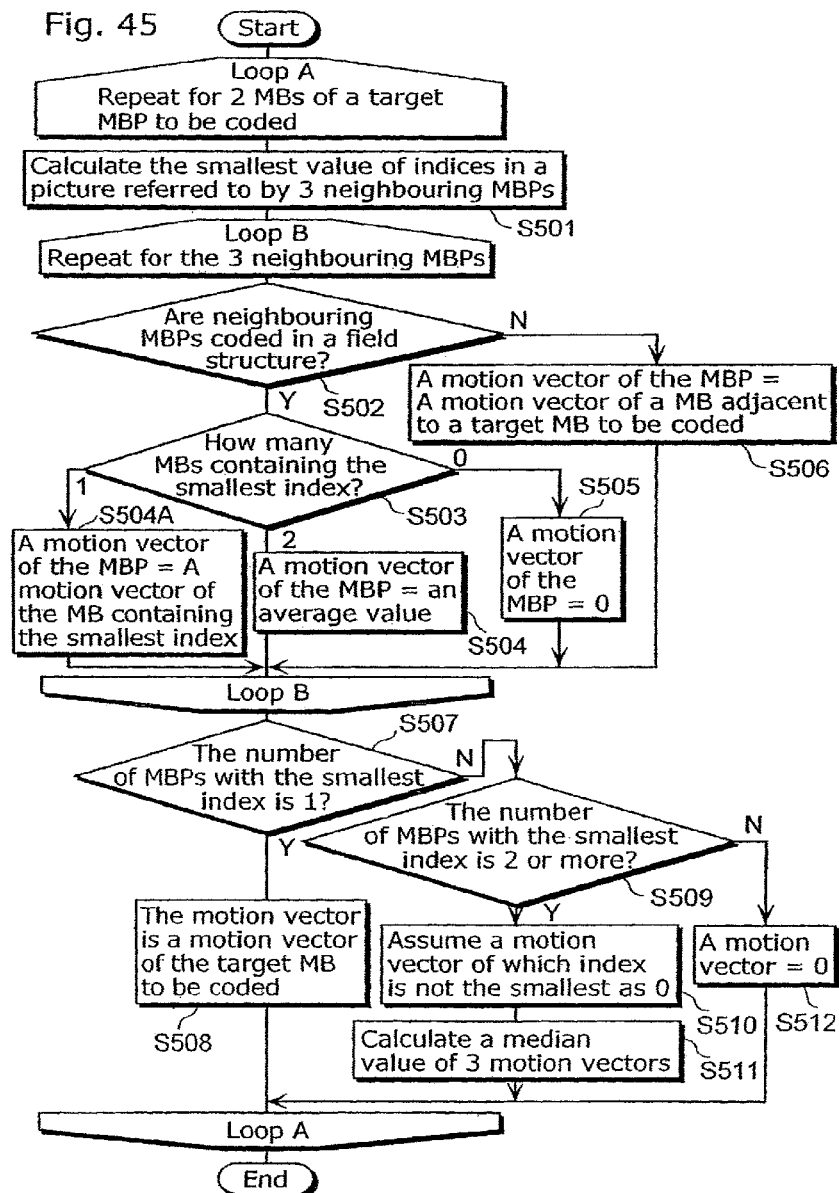 Fig. 45
Start
Loop A
Repeat for 2 MBs of a target
MBP to be coded
Calculate the smallest value of indices in a
picture referred to by 3 neighbouring MBPs
S501
Loop B
Repeat for the 3 neighbouring MBPs
Are neighbouring
MBPs coded in a field
structure?
N
S502
Y
A motion vector of the MBP =
A motion vector of a MB adjacent
to a target MB to be coded
S506
How many
MBs containing the
smallest index?
0
1
S503
2
S504A
A motion vector
of the MBP = A
motion vector of
the MB containing
the smallest index
A motion vector
of the MBP = an
average value
S504
S505
A motion
vector
of the
MBP = 0
Loop B
S507
The number
of MBPs with the smallest
index is 1?
N
Y
The number
of MBPs with the smallest
index is 2 or more?
N
S509
Y
The motion vector
is a motion vector
of the target MB
to be coded
S508
Assume a motion
vector of which index
is not the smallest as 0
S510
A motion
vector = 0
S512
Calculate a median
value of 3 motion vectors
S511
Loop A
End